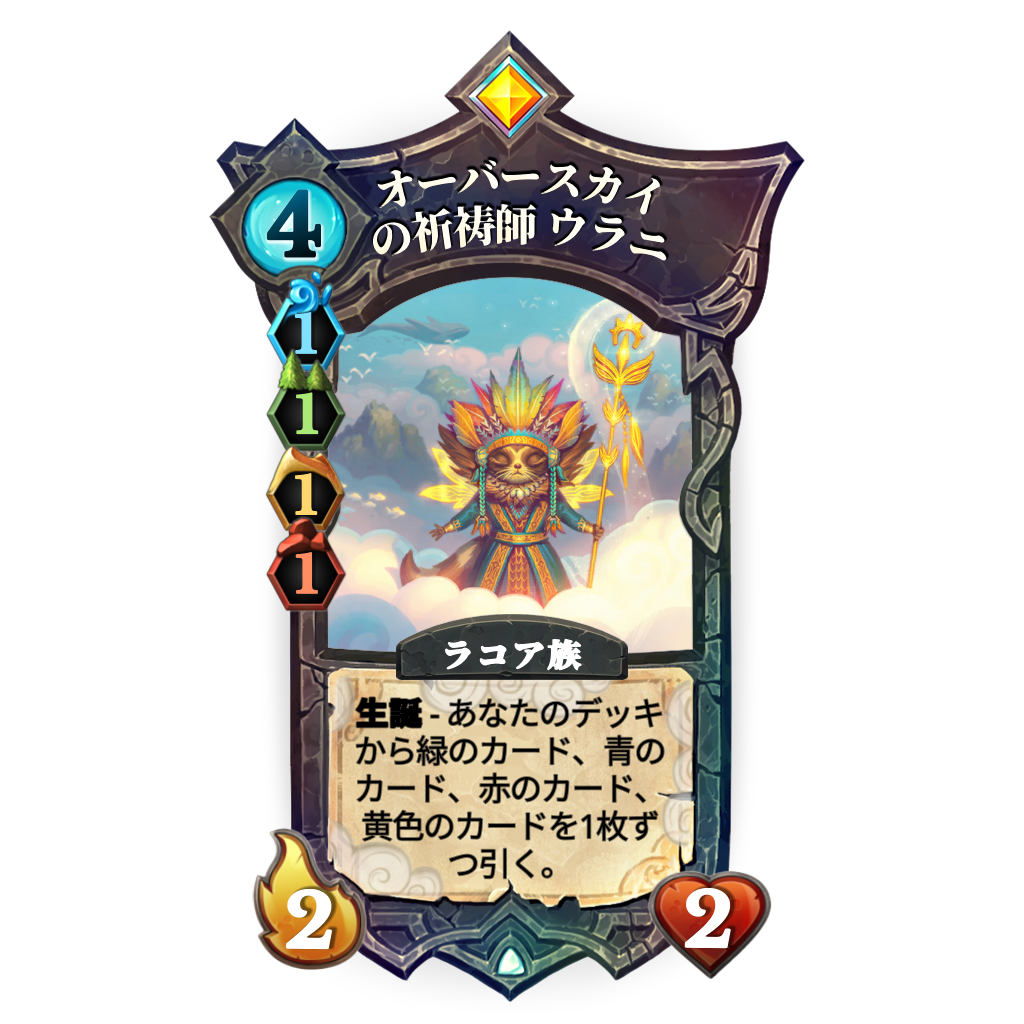 オーバースカイ
の祈祷師 ウラニ
4
1
1
1
1
ラコア族
生誕 - あなたのデッキ
から緑のカード、青の
カード、赤のカード、
黄色のカードを1枚ず
つ引く。
2
2